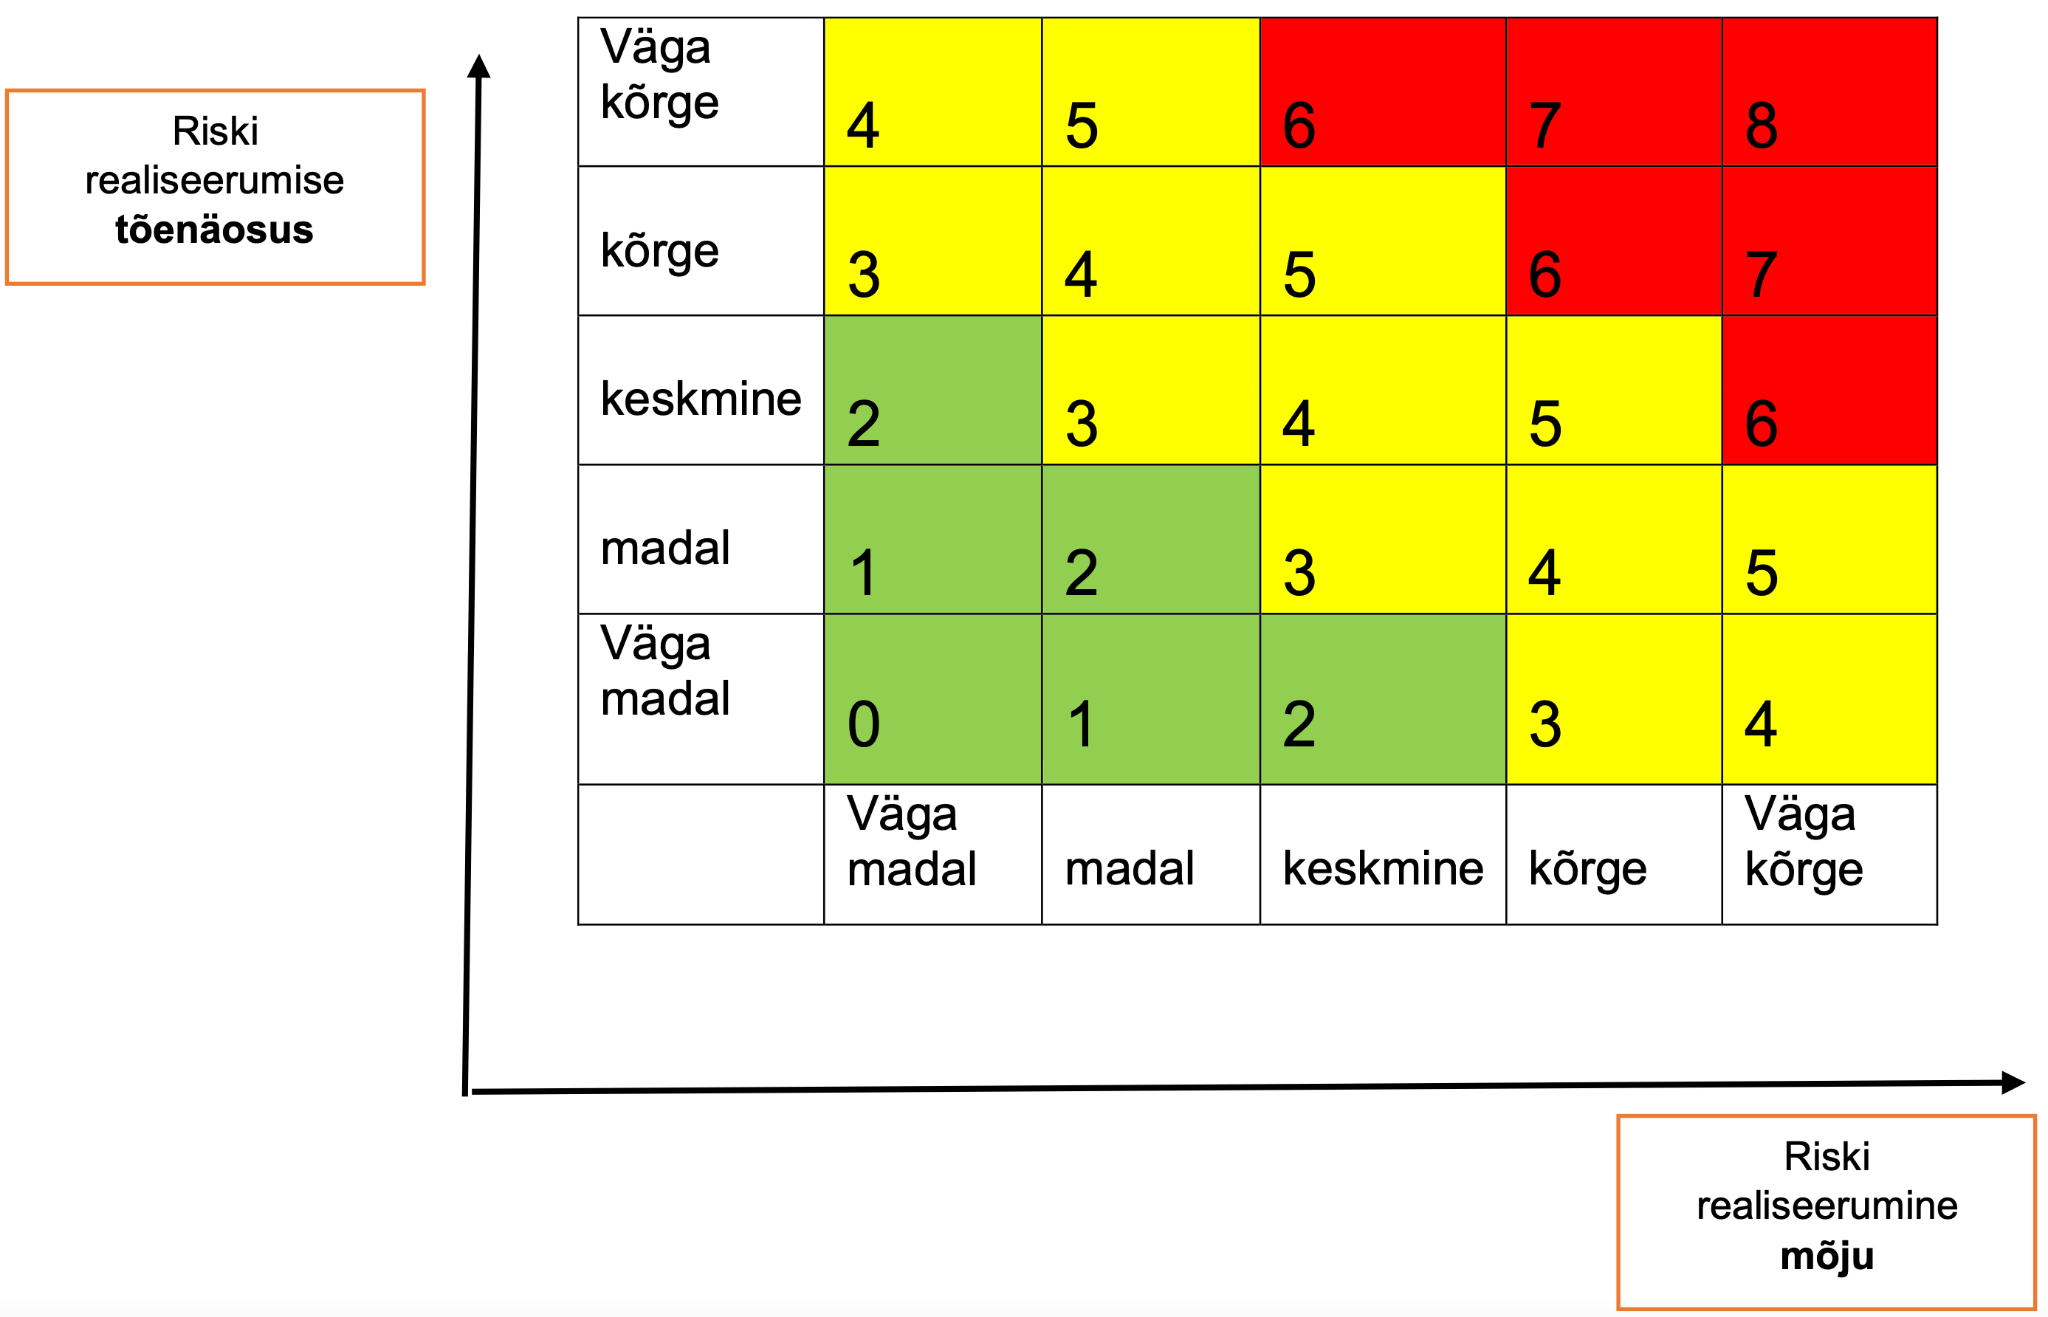 Riski
realiseerumise
tõenäosus
Väga
kõrge
4 5 6 7 8
kõrge 3 4 5 6 7
keskmine 2 3 4 5 6
madal 1 2 3 4 5
Väga
madal
0 1 2 3 4
Väga
madal
madal
keskmine
kõrge
Väga
kõrge
Riski
realiseerumine
mõju